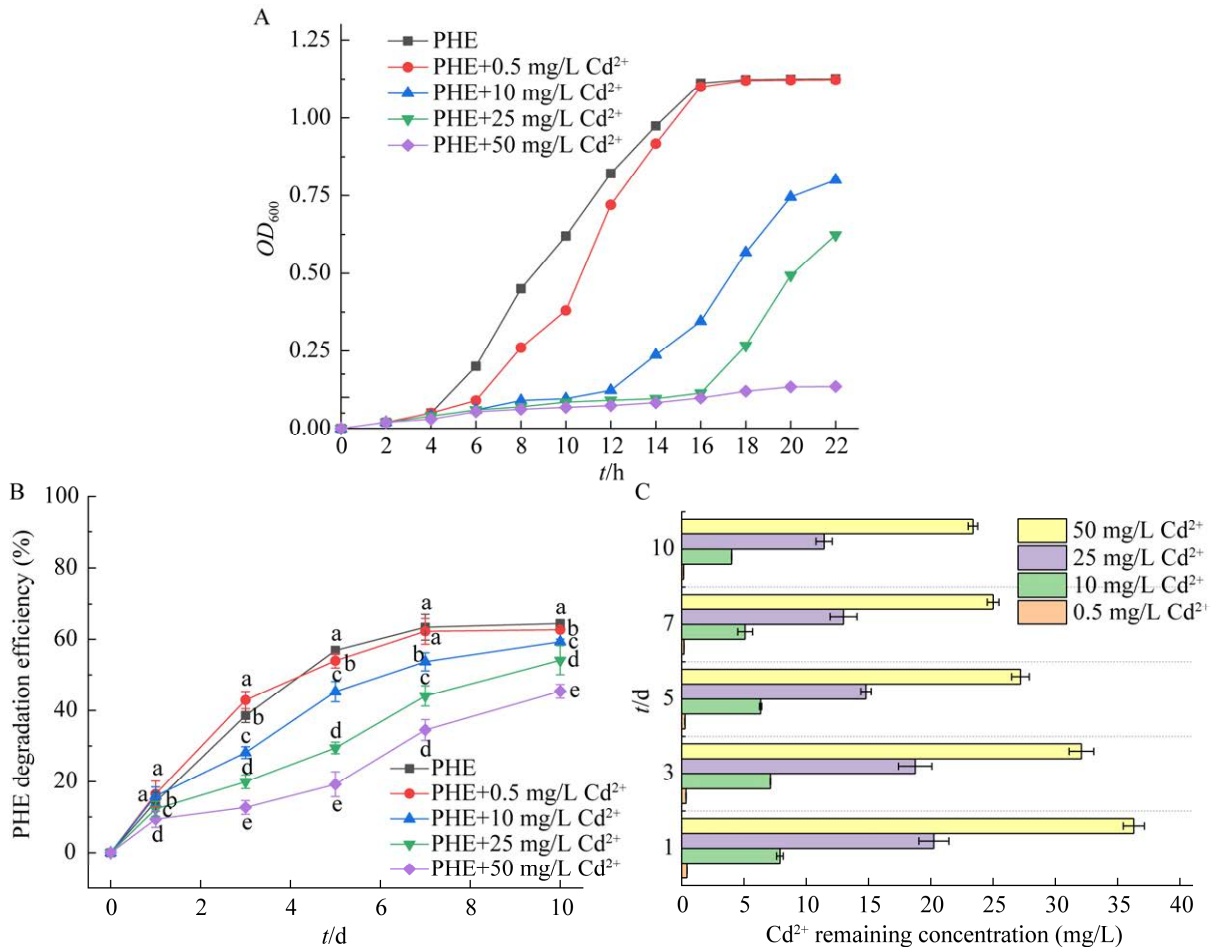 A
1.25
1.00
0.75
0.50
0.25
0.00
OD₆₀₀
PHE
PHE+0.5 mg/L Cd²⁺
PHE+10 mg/L Cd²⁺
PHE+25 mg/L Cd²⁺
PHE+50 mg/L Cd²⁺
0 2 4 6 8 10 12 14 16 18 20 22
t/h
B
100
80
60
40
20
0
PHE degradation efficiency (%)
a
a
b
c
d
a
b
c
d
a
b
c
d
e
a
a
b
c
d
a
b
c
d
e
PHE
PHE+0.5 mg/L Cd²⁺
PHE+10 mg/L Cd²⁺
PHE+25 mg/L Cd²⁺
PHE+50 mg/L Cd²⁺
0 2 4 6 8 10
t/d
C
50 mg/L Cd²⁺
25 mg/L Cd²⁺
10 mg/L Cd²⁺
0.5 mg/L Cd²⁺
10
7
5
3
1
t/d
0 5 10 15 20 25 30 35 40
Cd²⁺ remaining concentration (mg/L)